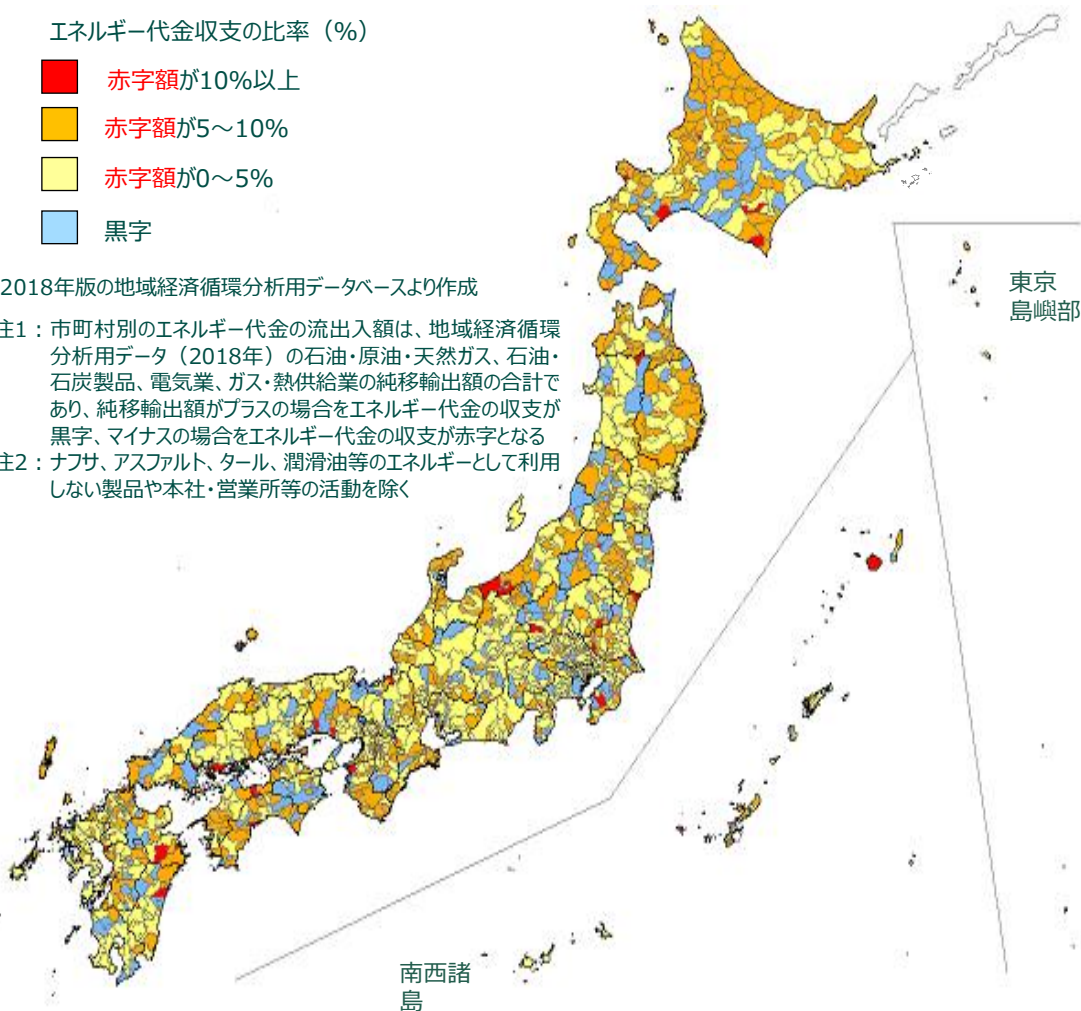 エネルギー代金収支の比率（%）
赤字額が10%以上
赤字額が5～10%
赤字額が0～5%
黒字
2018年版の地域経済循環分析用データベースより作成
注1：市町村別のエネルギー代金の流出入額は、地域経済循環
分析用データ（2018年）の石油・原油・天然ガス、石油・
石炭製品、電気業、ガス・熱供給業の純移輸出額の合計で
あり、純移輸出額がプラスの場合をエネルギー代金の収支が
黒字、マイナスの場合をエネルギー代金の収支が赤字となる
注2：ナフサ、アスファルト、タール、潤滑油等のエネルギーとして利用
しない製品や本社・営業所等の活動を除く
東京
島嶼部
南西諸
島